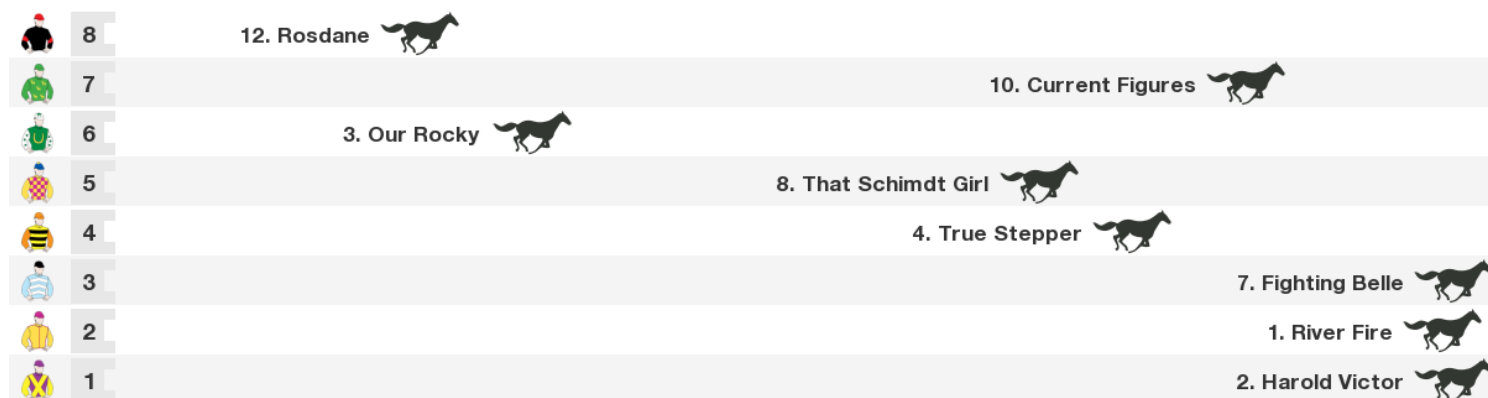 8 12. Rosdane
7 10. Current Figures
6 3. Our Rocky
5 8. That Schimdt Girl
4 4. True Stepper
3 7. Fighting Belle
2 1. River Fire
1 2. Harold Victor